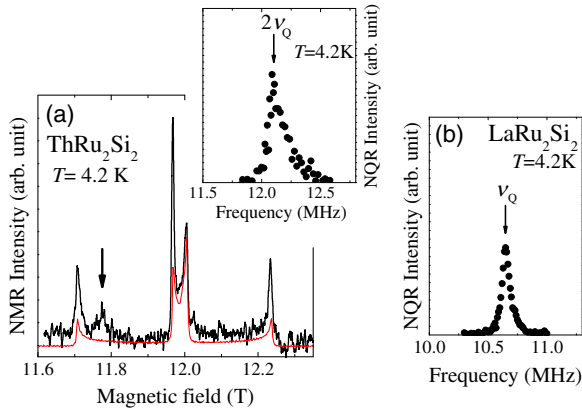 2νQ
T=4.2K
NQR Intensity (arb. unit)
11.5 12.0 12.5
Frequency (MHz)
(a)
ThRu2Si2
T= 4.2 K
NMR Intensity (arb. unit)
11.6 11.8 12.0 12.2
Magnetic field (T)
(b) LaRu2Si2
T=4.2K
νQ
NQR Intensity (arb. unit)
10.0 10.5 11.0
Frequency (MHz)